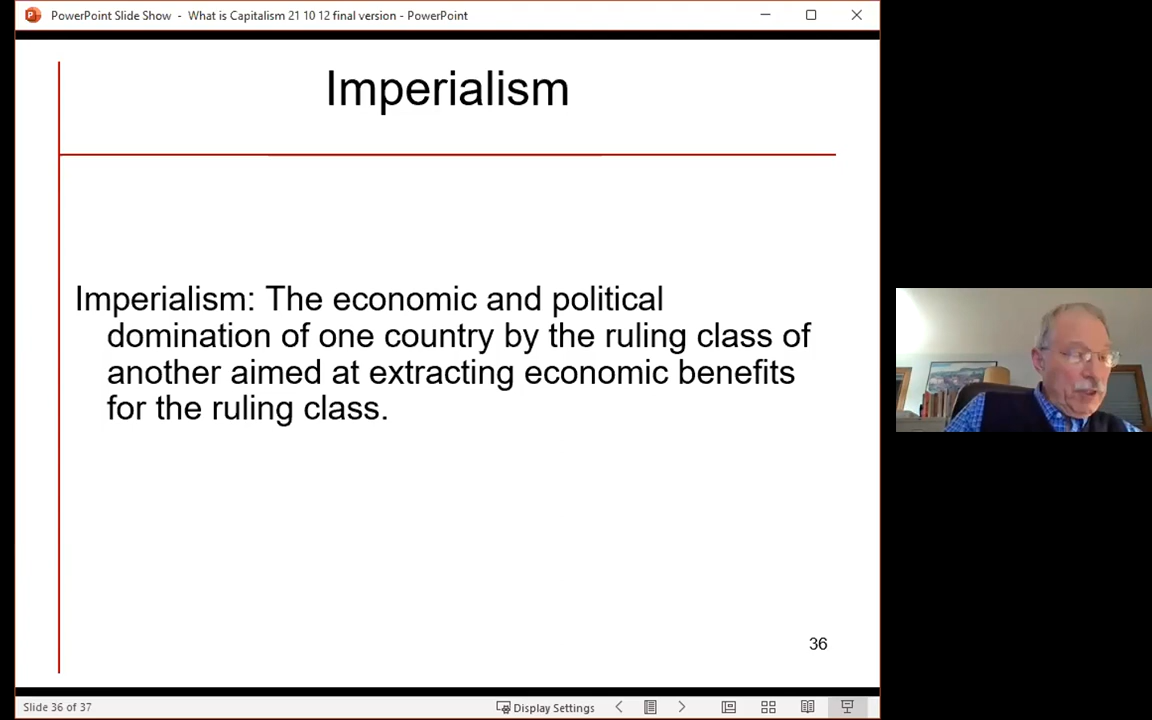 PowerPoint Slide Show - What is Capitalism 21 10 12 final version - PowerPoint
Imperialism
Imperialism: The economic and political
domination of one country by the ruling class of
another aimed at extracting economic benefits
for the ruling class.
36
Slide 36 of 37
Display Settings